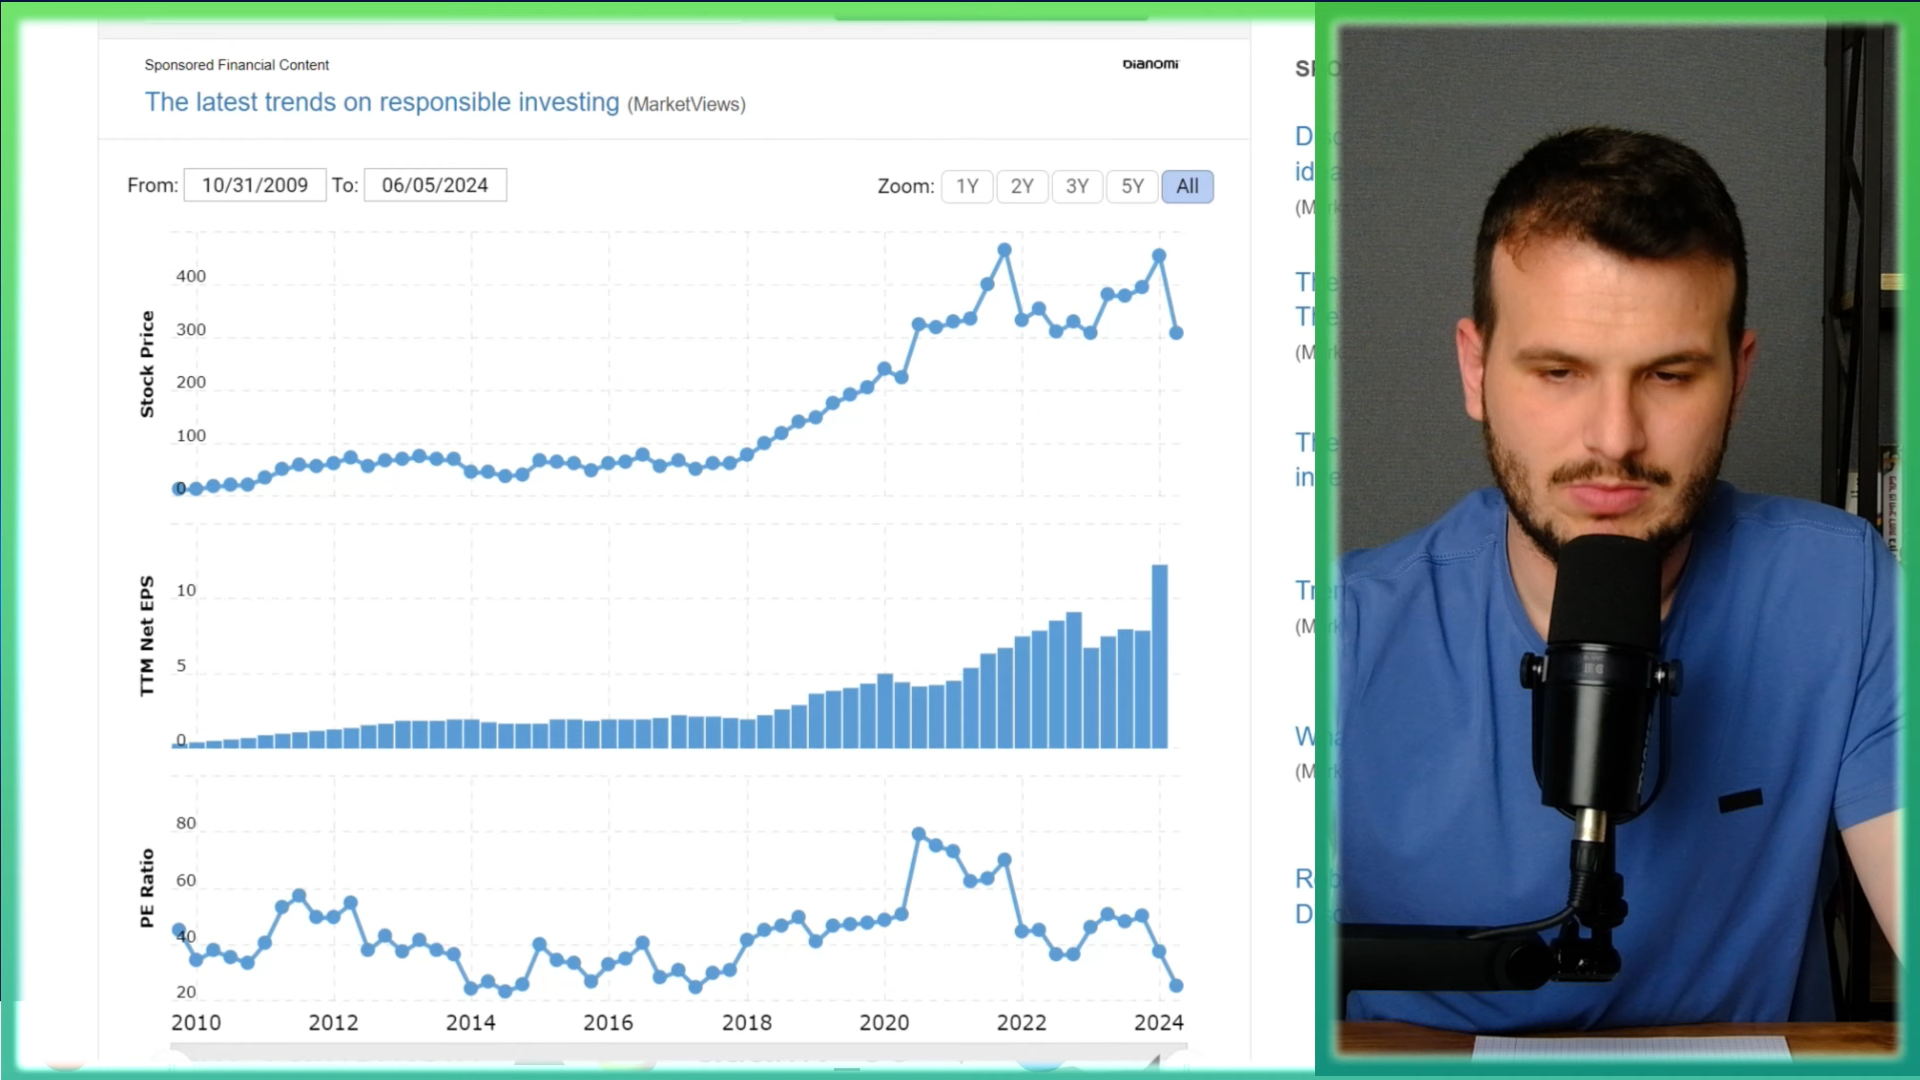 Sponsored Financial Content
DIANOMI
The latest trends on responsible investing (MarketViews)
From: 10/31/2009 To: 06/05/2024
Zoom: 1Y 2Y 3Y 5Y All
Stock Price
400
300
200
100
0
TTM Net EPS
10
5
0
PE Ratio
80
60
40
20
2010 2012 2014 2016 2018 2020 2022 2024